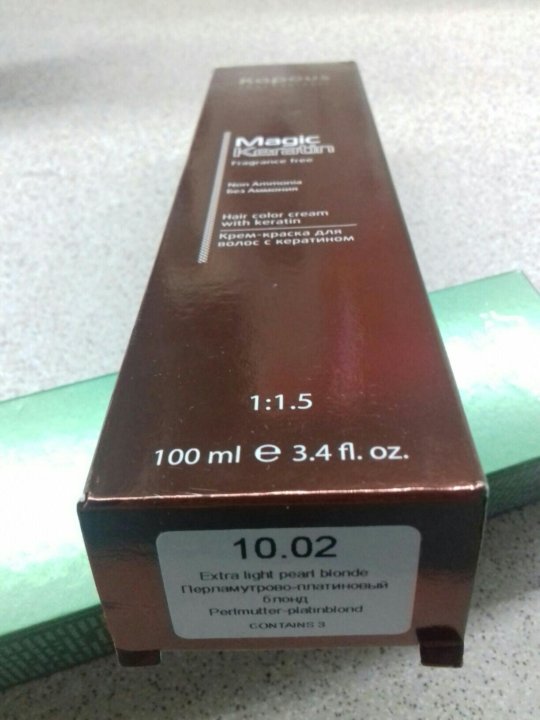 Kapous
Magic
Keratin
Fragrance free
Non Ammonia
Без Аммония
Hair color cream
with keratin
Крем-краска для
волос с кератином
1:1.5
100 ml e 3.4 fl. oz.
10.02
Extra light pearl blonde
Перламутрово-платиновый
блонд
Perlmutter-platinblond
CONTAINS 3